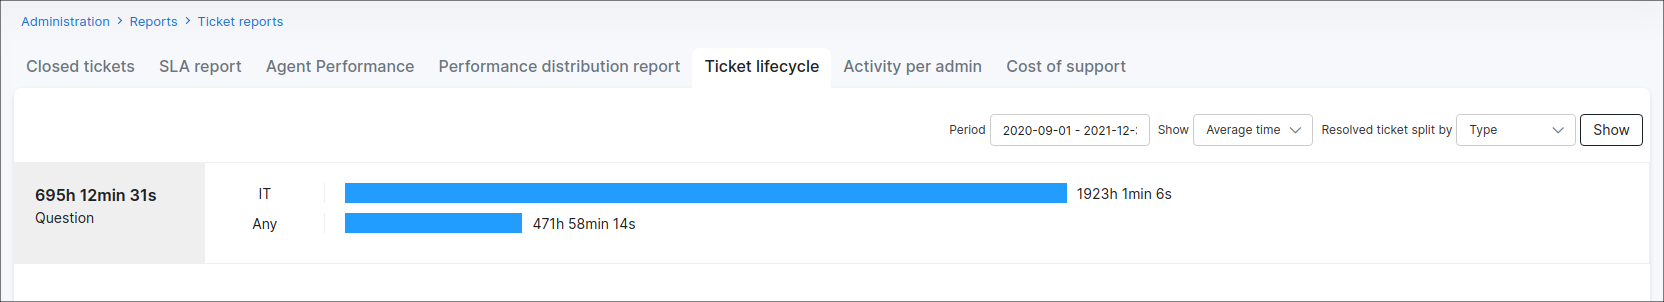 Administration > Reports > Ticket reports
Closed tickets SLA report Agent Performance Performance distribution report Ticket lifecycle Activity per admin Cost of support
Period 2020-09-01 - 2021-12- Show Average time Resolved ticket split by Type Show
695h 12min 31s
Question
IT 1923h 1min 6s
Any 471h 58min 14s